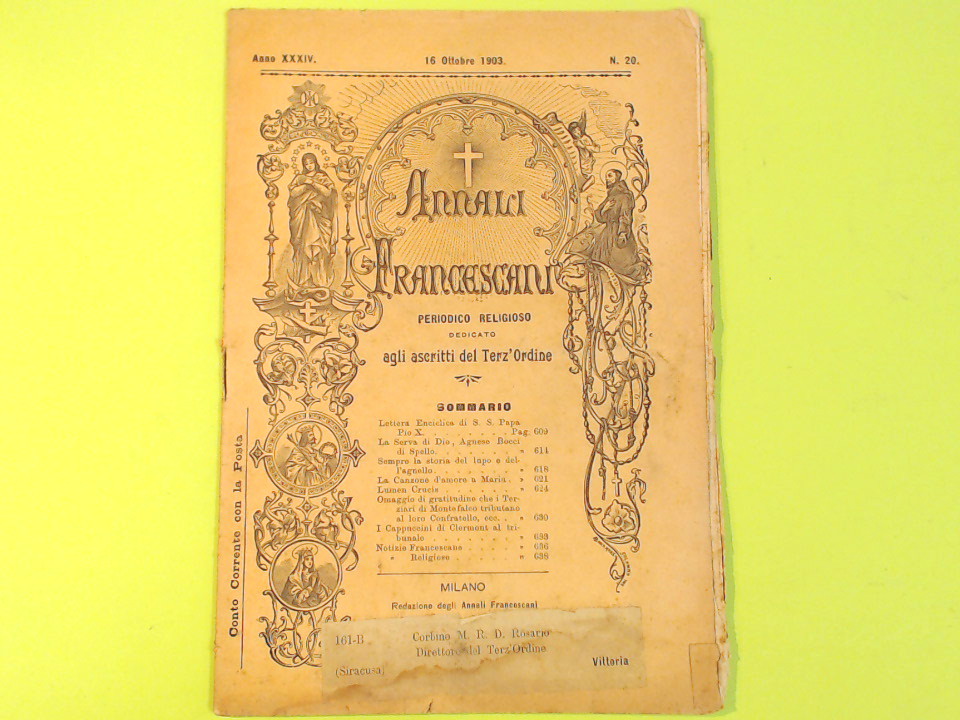 Anno XXXIV. 16 Ottobre 1903. N. 20.
ANNALI
FRANCESCANI
PERIODICO RELIGIOSO
DEDICATO
agli ascritti del Terz'Ordine
SOMMARIO
Lettera Enciclica di S. S. Papa
Pio X. . . . . . . . Pag. 609
La Serva di Dio, Agnese Bocci
di Spello. . . . . . . . " 614
Sempre la storia del lupo e del-
l'agnello. . . . . . . . " 618
La Canzone d'amore a Maria. " 621
Lumen Crucis . . . . . . " 624
Omaggio di gratitudine che i Ter-
ziari di Montefalco tributano
al loro Confratello, ecc. . " 630
I Cappuccini di Clermont al tri-
bunale . . . . . . . . " 633
Notizie Francescane . . . . " 636
" Religiose . . . . . " 638
MILANO
Redazione degli Annali Francescani
161-B Corbino M. R. D. Rosario
Direttore del Terz'Ordine
(Siracusa) Vittoria
Conto Corrente con la Posta